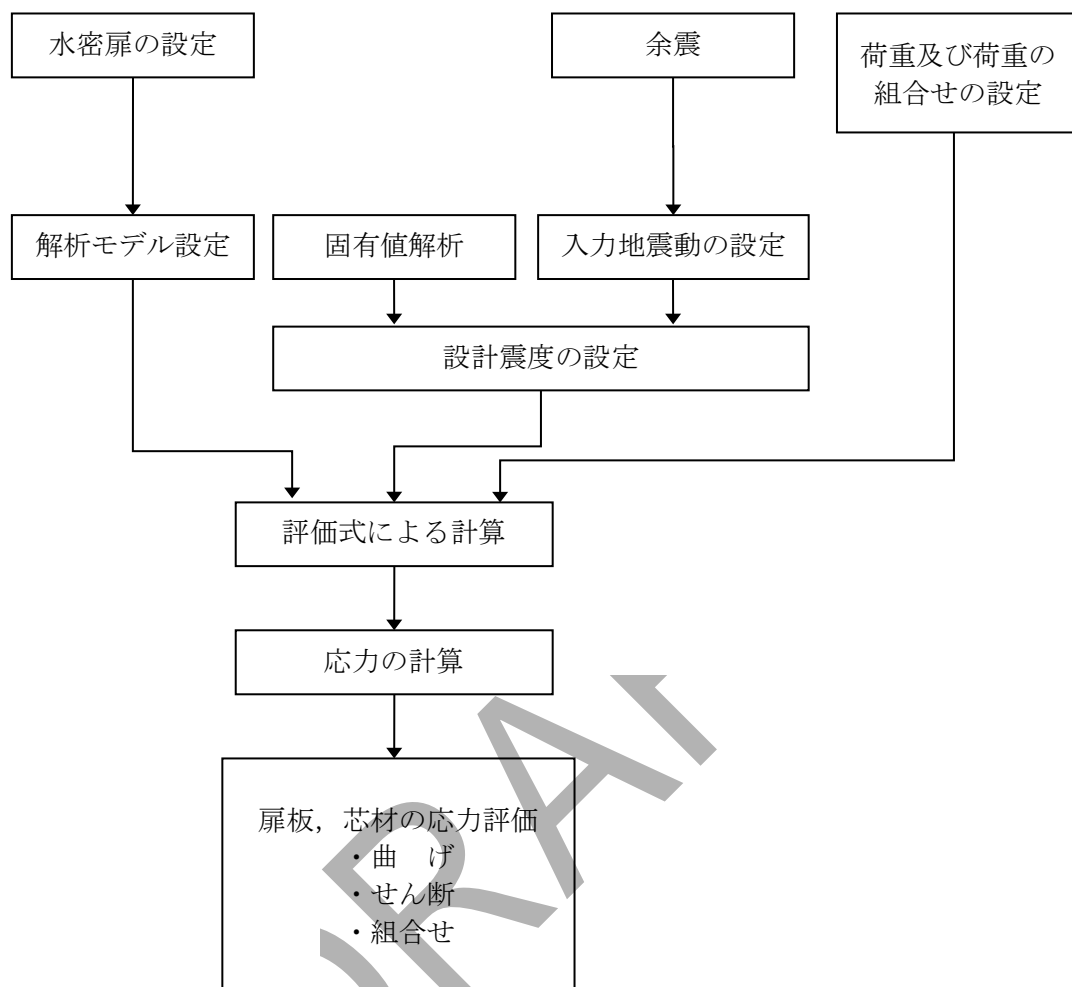 水密扉の設定
余震
荷重及び荷重の
組合せの設定
解析モデル設定
固有値解析
入力地震動の設定
設計震度の設定
評価式による計算
応力の計算
扉板，芯材の応力評価
・曲　げ
・せん断
・組合せ